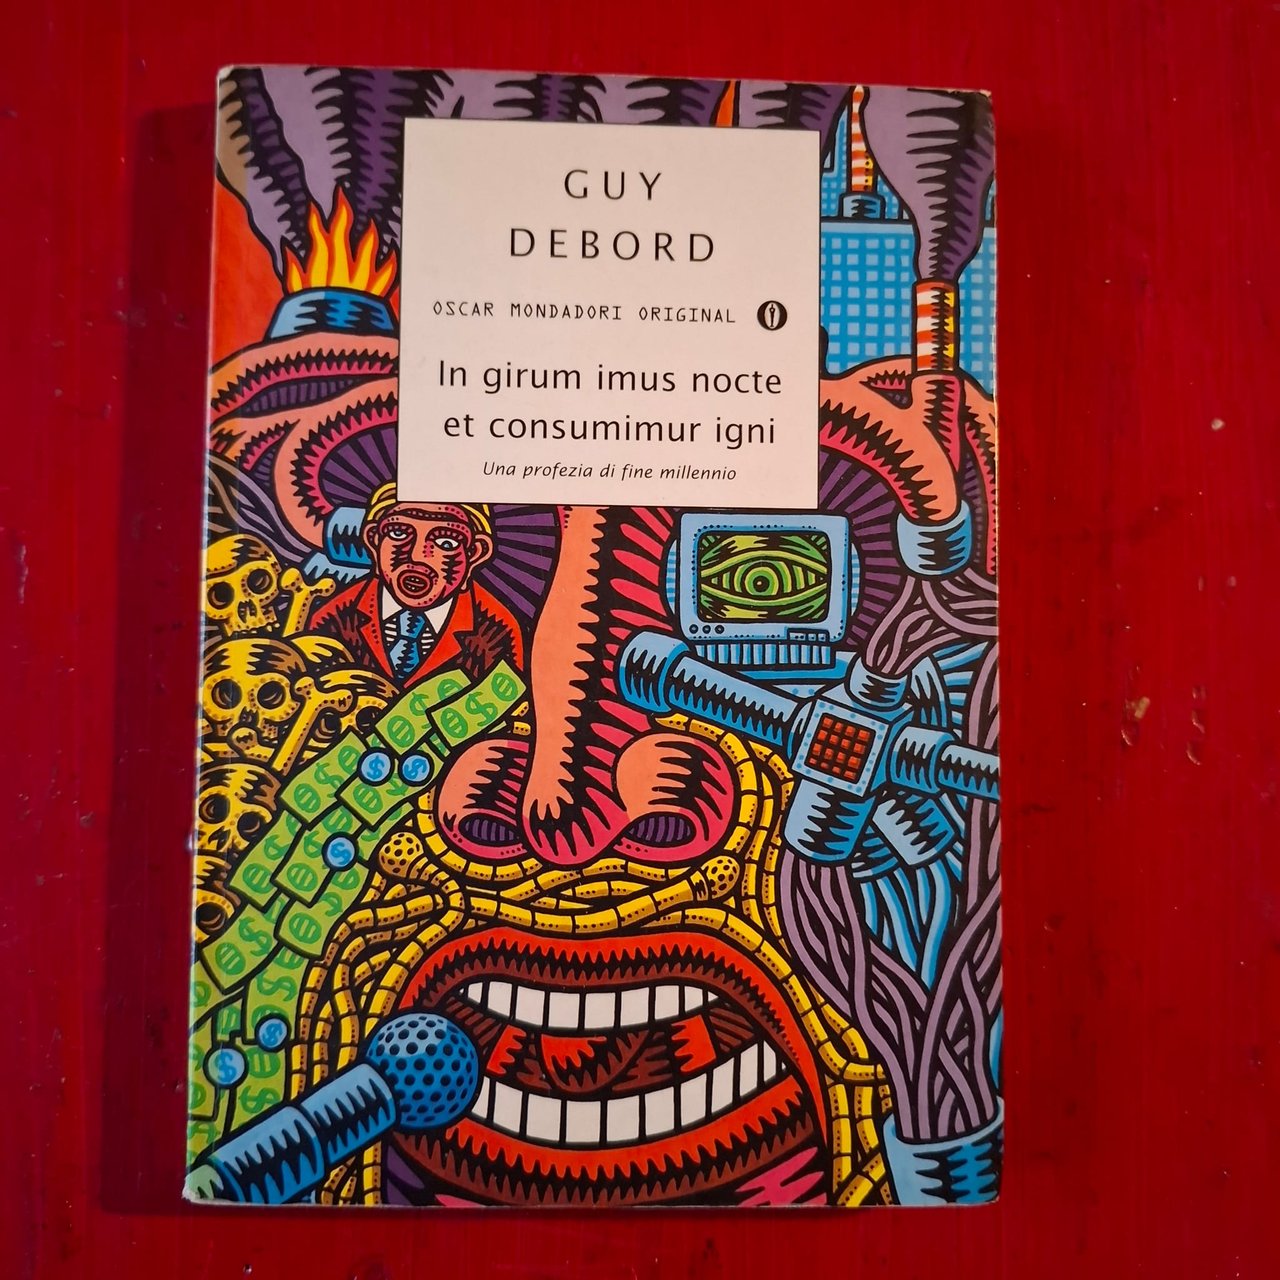 GUY
DEBORD
OSCAR MONDADORI ORIGINAL
In girum imus nocte
et consumimur igni
Una profezia di fine millennio